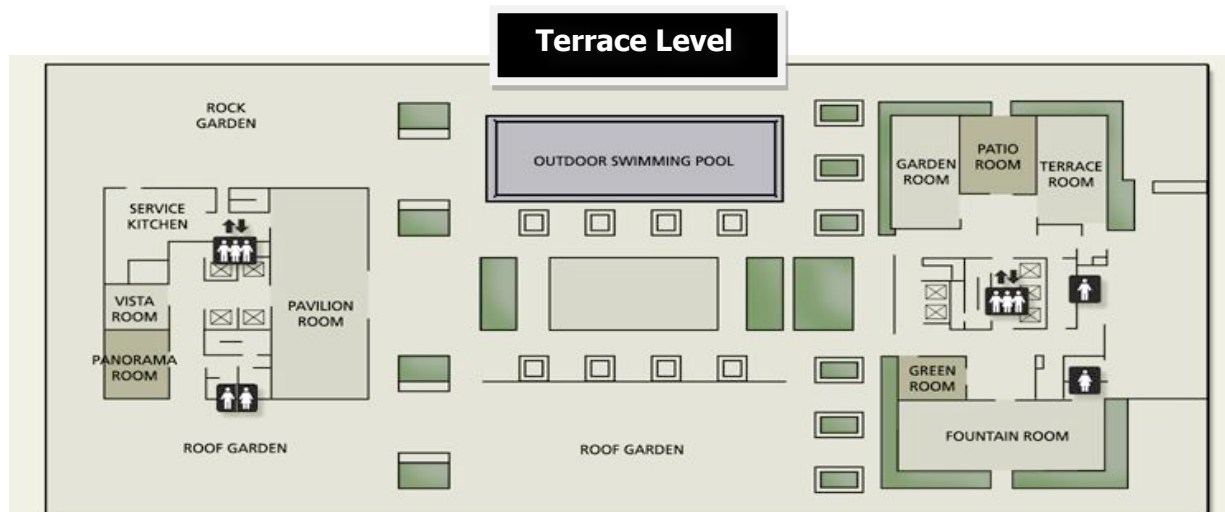 Terrace Level
ROCK
GARDEN
OUTDOOR SWIMMING POOL
GARDEN
ROOM
PATIO
ROOM
TERRACE
ROOM
SERVICE
KITCHEN
VISTA
ROOM
PAVILION
ROOM
PANORAMA
ROOM
GREEN
ROOM
FOUNTAIN ROOM
ROOF GARDEN
ROOF GARDEN